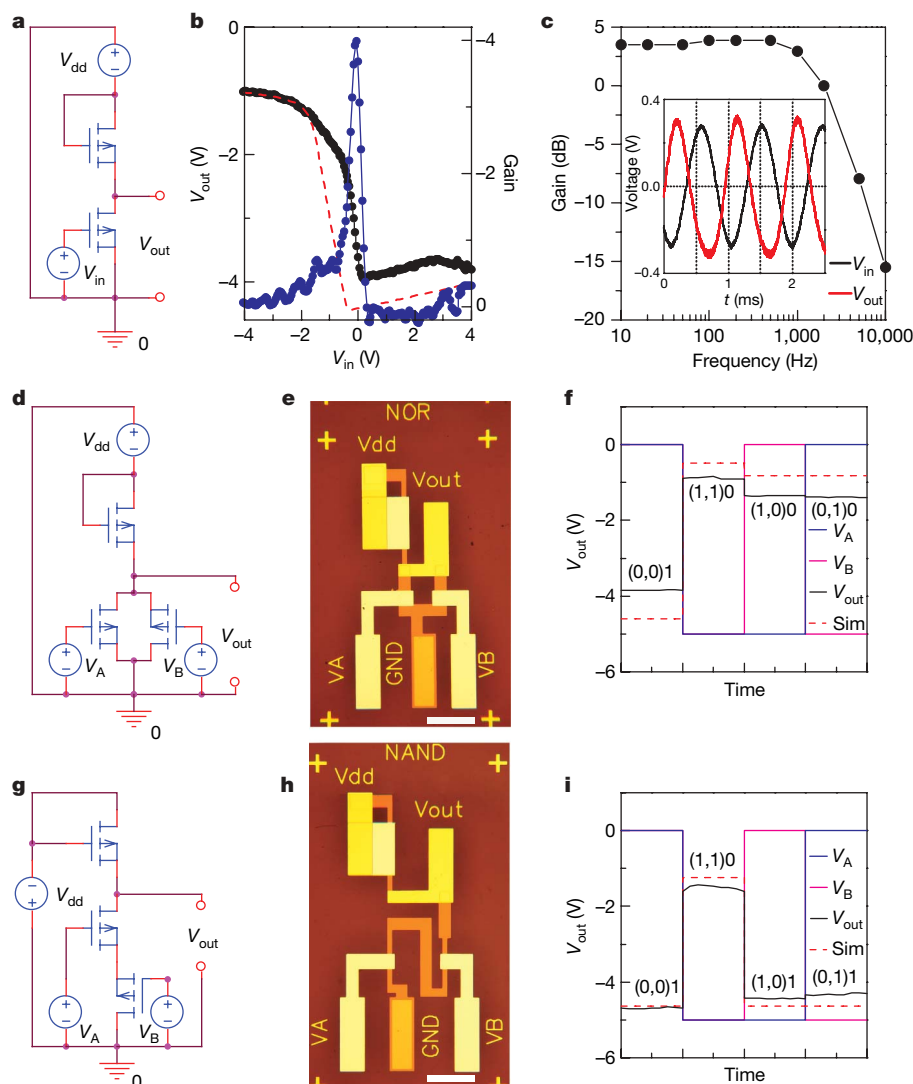 a
Vdd
Vin
Vout
0
b
Vout (V)
0
−2
−4
−4
−2
0
2
4
Vin (V)
−4
−2
0
Gain
c
Gain (dB)
10
5
0
−5
−10
−15
−20
10
100
1,000
10,000
Frequency (Hz)
Voltage (V)
0.4
0.0
−0.4
0
1
2
t (ms)
Vin
Vout
d
Vdd
VA
VB
Vout
0
e
NOR
Vdd
Vout
VA
GND
VB
f
Vout (V)
0
−2
−4
−6
(0,0)1
(1,1)0
(1,0)0
(0,1)0
VA
VB
Vout
Sim
Time
g
Vdd
Vout
VA
VB
0
h
NAND
Vdd
Vout
VA
GND
VB
i
Vout (V)
0
−2
−4
−6
(0,0)1
(1,1)0
(1,0)1
(0,1)1
VA
VB
Vout
Sim
Time